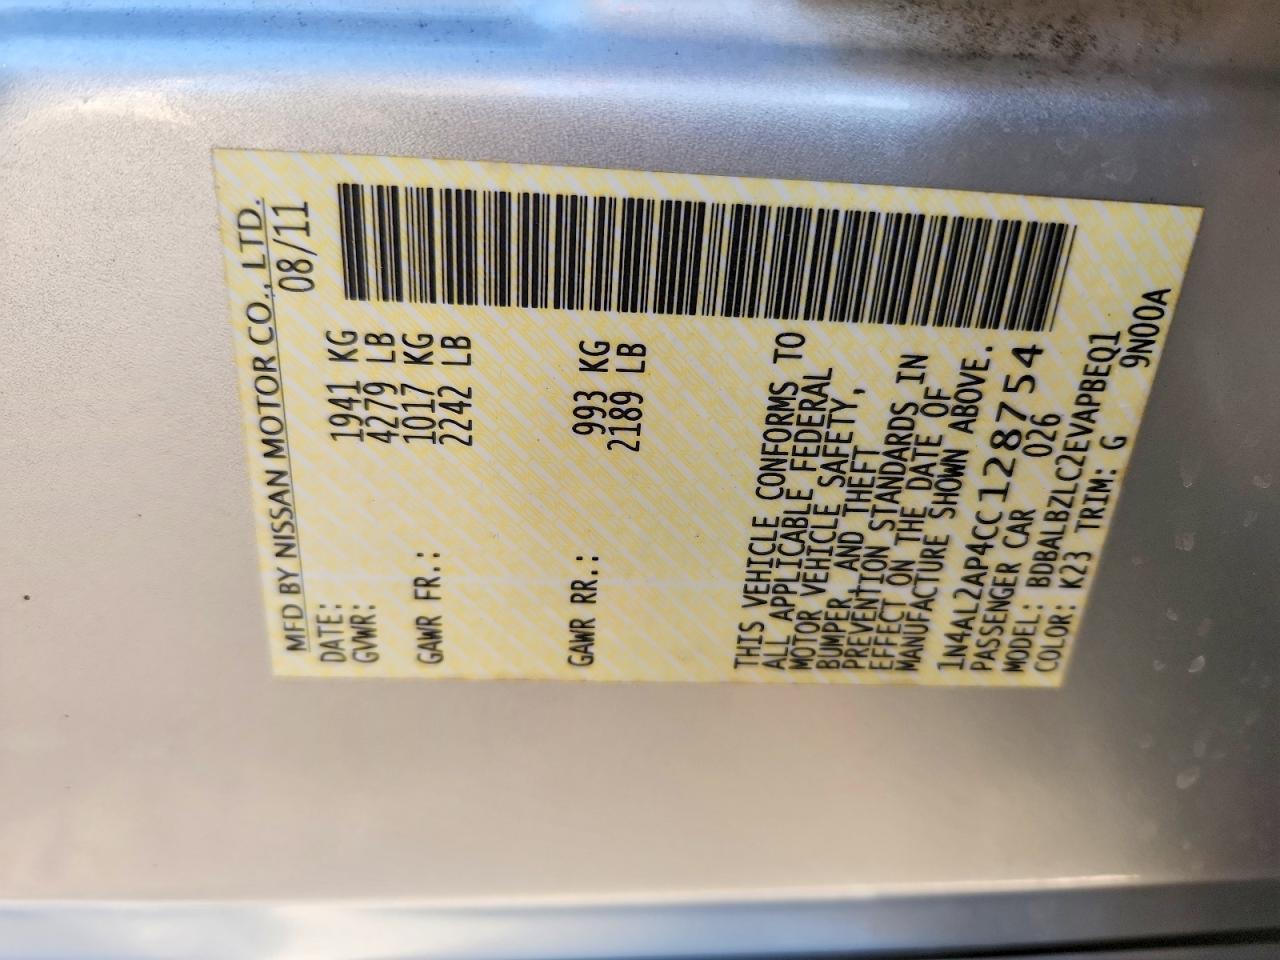 MFD BY NISSAN MOTOR CO., LTD.
DATE: 08/11
GVWR: 1941 KG
4279 LB
GAWR FR.: 1017 KG
2242 LB
GAWR RR.: 993 KG
2189 LB
THIS VEHICLE CONFORMS TO
ALL APPLICABLE FEDERAL
MOTOR VEHICLE SAFETY,
BUMPER, AND THEFT
PREVENTION STANDARDS IN
EFFECT ON THE DATE OF
MANUFACTURE SHOWN ABOVE.
1N4AL2AP4CC128754
PASSENGER CAR 026
MODEL: BDBALBZLC2EVAPBEQ1
COLOR: K23 TRIM: G 9N00A